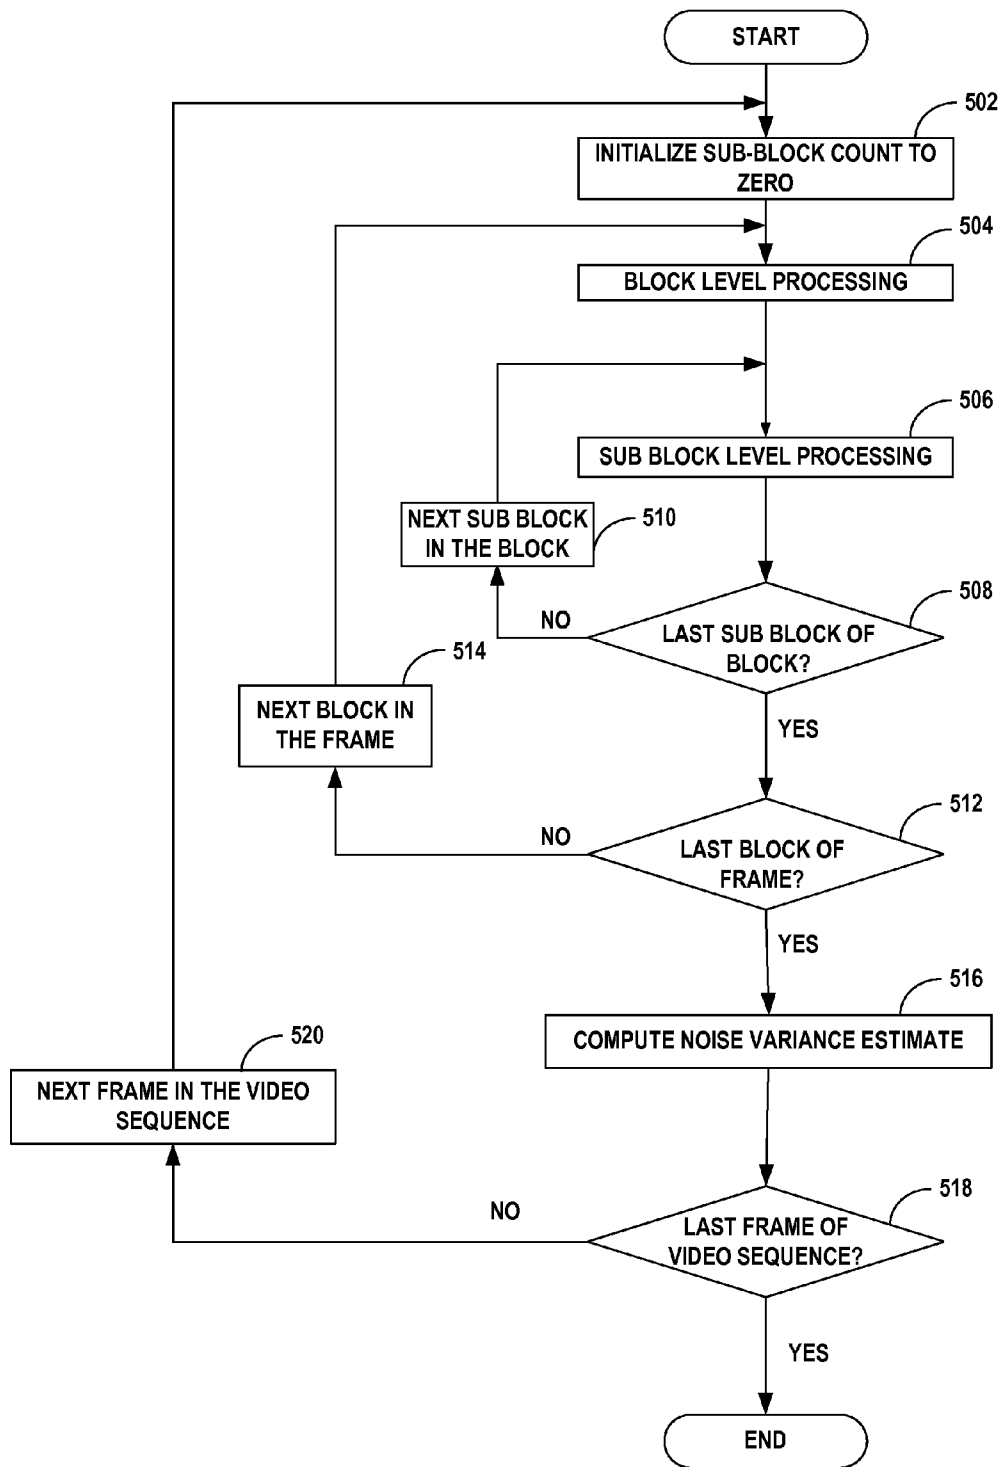 START
502
INITIALIZE SUB-BLOCK COUNT TO
ZERO
504
BLOCK LEVEL PROCESSING
506
SUB BLOCK LEVEL PROCESSING
NEXT SUB BLOCK
IN THE BLOCK
510
508
NO
LAST SUB BLOCK OF
BLOCK?
514
NEXT BLOCK IN
THE FRAME
YES
512
NO
LAST BLOCK OF
FRAME?
YES
516
COMPUTE NOISE VARIANCE ESTIMATE
520
NEXT FRAME IN THE VIDEO
SEQUENCE
518
NO
LAST FRAME OF
VIDEO SEQUENCE?
YES
END